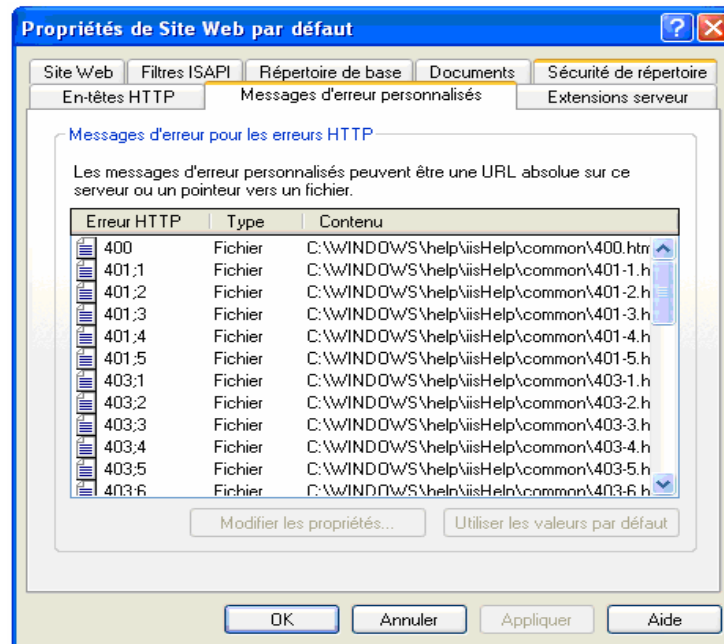 Propriétés de Site Web par défaut
Site Web Filtres ISAPI Répertoire de base Documents Sécurité de répertoire
En-têtes HTTP Messages d'erreur personnalisés Extensions serveur
Messages d'erreur pour les erreurs HTTP
Les messages d'erreur personnalisés peuvent être une URL absolue sur ce
serveur ou un pointeur vers un fichier.
Erreur HTTP Type Contenu
400 Fichier C:\WINDOWS\help\iisHelp\common\400.htm
401;1 Fichier C:\WINDOWS\help\iisHelp\common\401-1.h
401;2 Fichier C:\WINDOWS\help\iisHelp\common\401-2.h
401;3 Fichier C:\WINDOWS\help\iisHelp\common\401-3.h
401;4 Fichier C:\WINDOWS\help\iisHelp\common\401-4.h
401;5 Fichier C:\WINDOWS\help\iisHelp\common\401-5.h
403;1 Fichier C:\WINDOWS\help\iisHelp\common\403-1.h
403;2 Fichier C:\WINDOWS\help\iisHelp\common\403-2.h
403;3 Fichier C:\WINDOWS\help\iisHelp\common\403-3.h
403;4 Fichier C:\WINDOWS\help\iisHelp\common\403-4.h
403;5 Fichier C:\WINDOWS\help\iisHelp\common\403-5.h
403;6 Fichier C:\WINDOWS\help\iisHelp\common\403-6.h
Modifier les propriétés... Utiliser les valeurs par défaut
OK Annuler Appliquer Aide